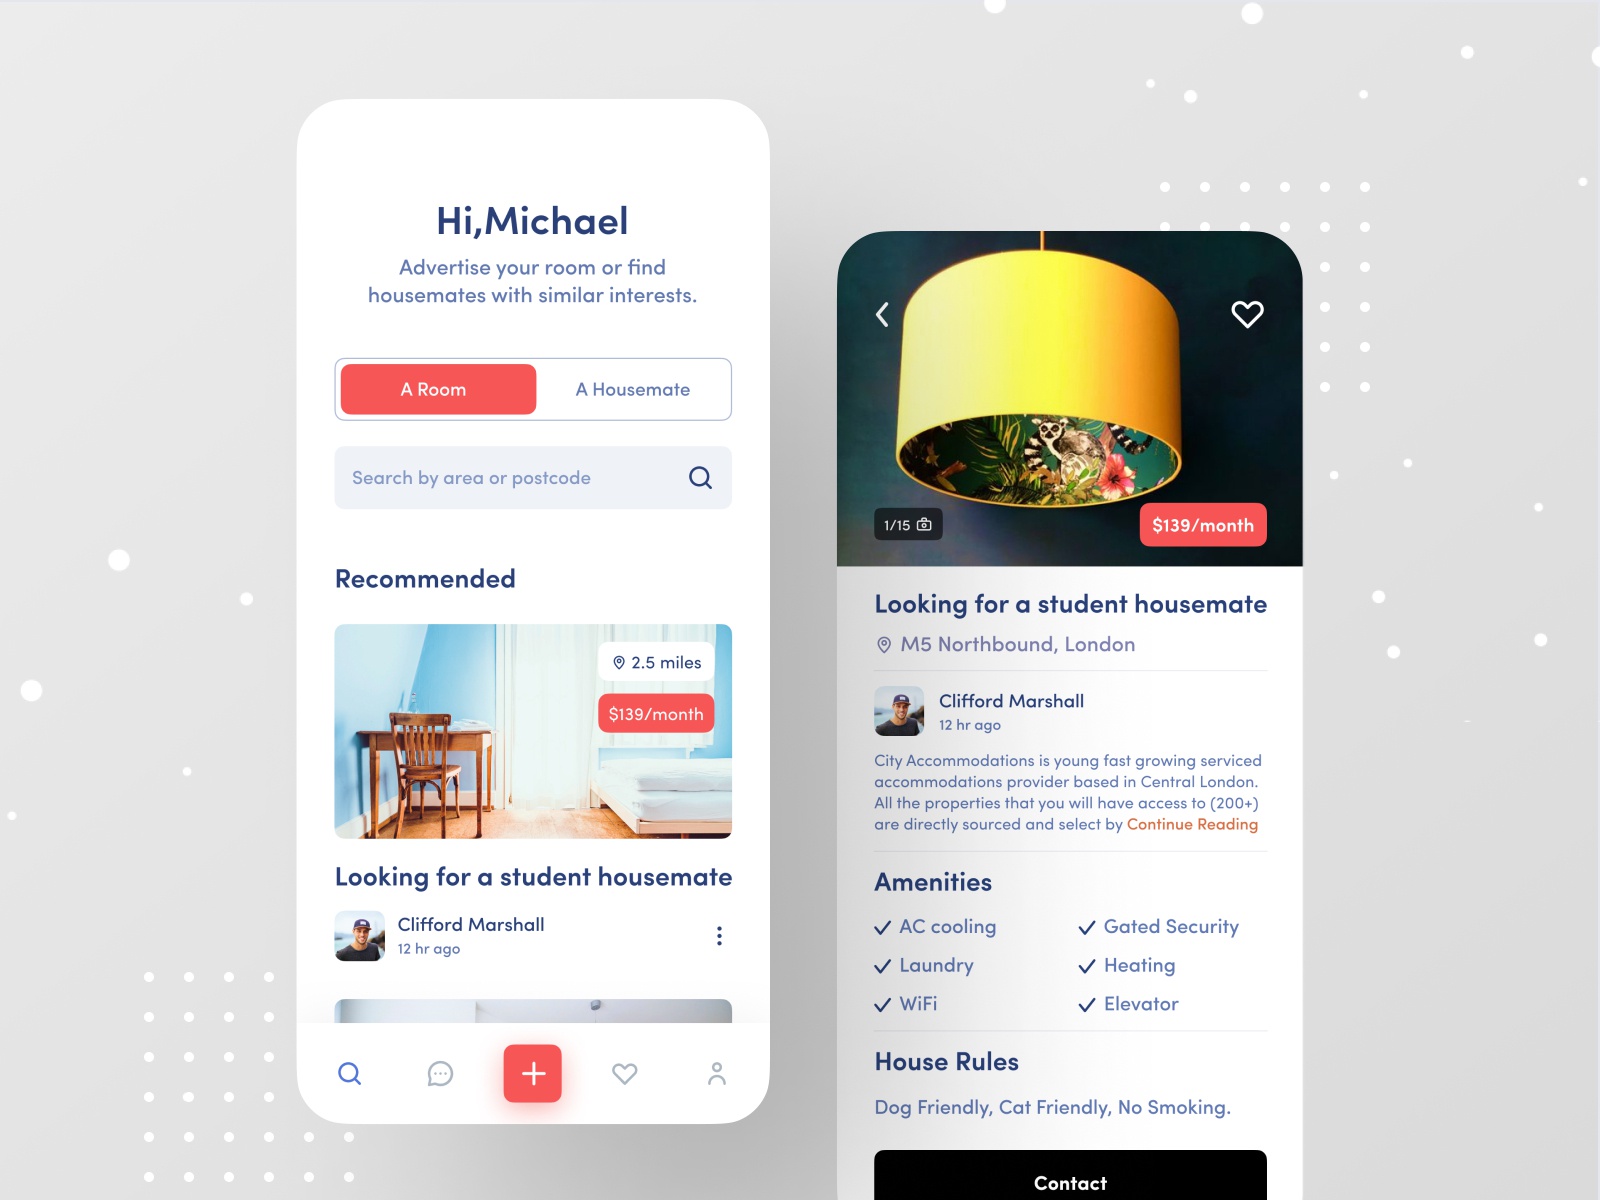 Hi,Michael
Advertise your room or find
housemates with similar interests.
A Room
A Housemate
Search by area or postcode
Recommended
2.5 miles
$139/month
Looking for a student housemate
Clifford Marshall
12 hr ago
1/15
$139/month
Looking for a student housemate
M5 Northbound, London
Clifford Marshall
12 hr ago
City Accommodations is young fast growing serviced
accommodations provider based in Central London.
All the properties that you will have access to (200+)
are directly sourced and select by Continue Reading
Amenities
AC cooling
Gated Security
Laundry
Heating
WiFi
Elevator
House Rules
Dog Friendly, Cat Friendly, No Smoking.
Contact